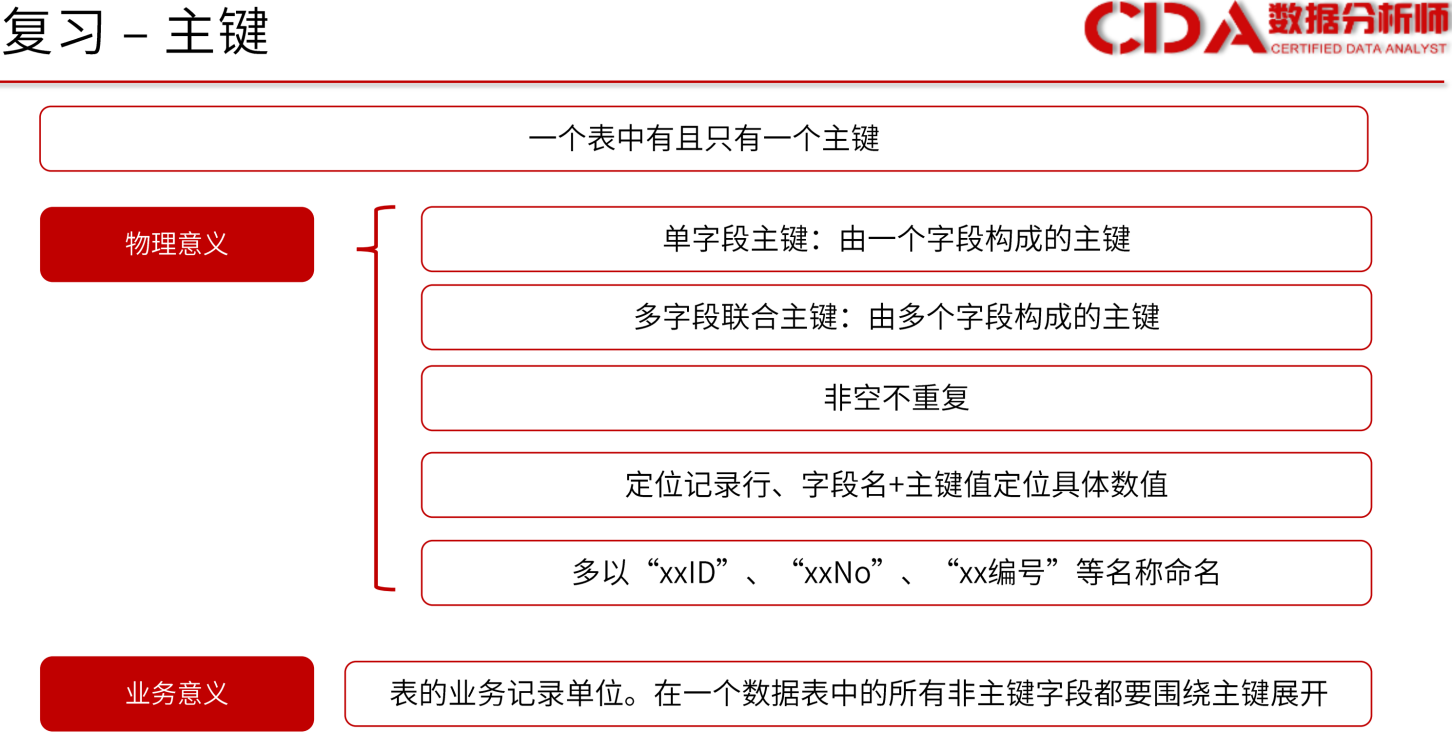 复习 – 主键
CDA数据分析师
CERTIFIED DATA ANALYST
一个表中有且只有一个主键
物理意义
单字段主键：由一个字段构成的主键
多字段联合主键：由多个字段构成的主键
非空不重复
定位记录行、字段名+主键值定位具体数值
多以“xxID”、“xxNo”、“xx编号”等名称命名
业务意义
表的业务记录单位。在一个数据表中的所有非主键字段都要围绕主键展开